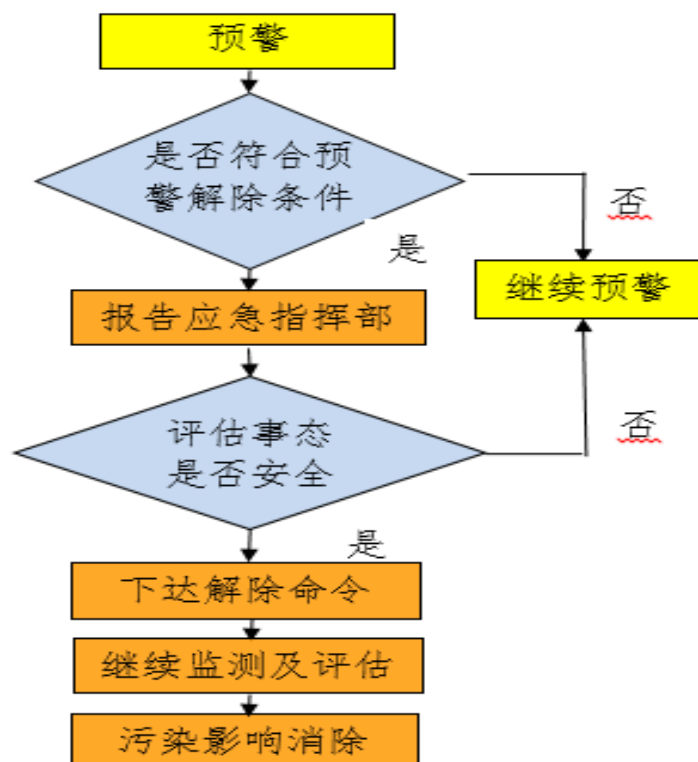 预警
是否符合预
警解除条件
否
是
继续预警
报告应急指挥部
否
评估事态
是否安全
是
下达解除命令
继续监测及评估
污染影响消除